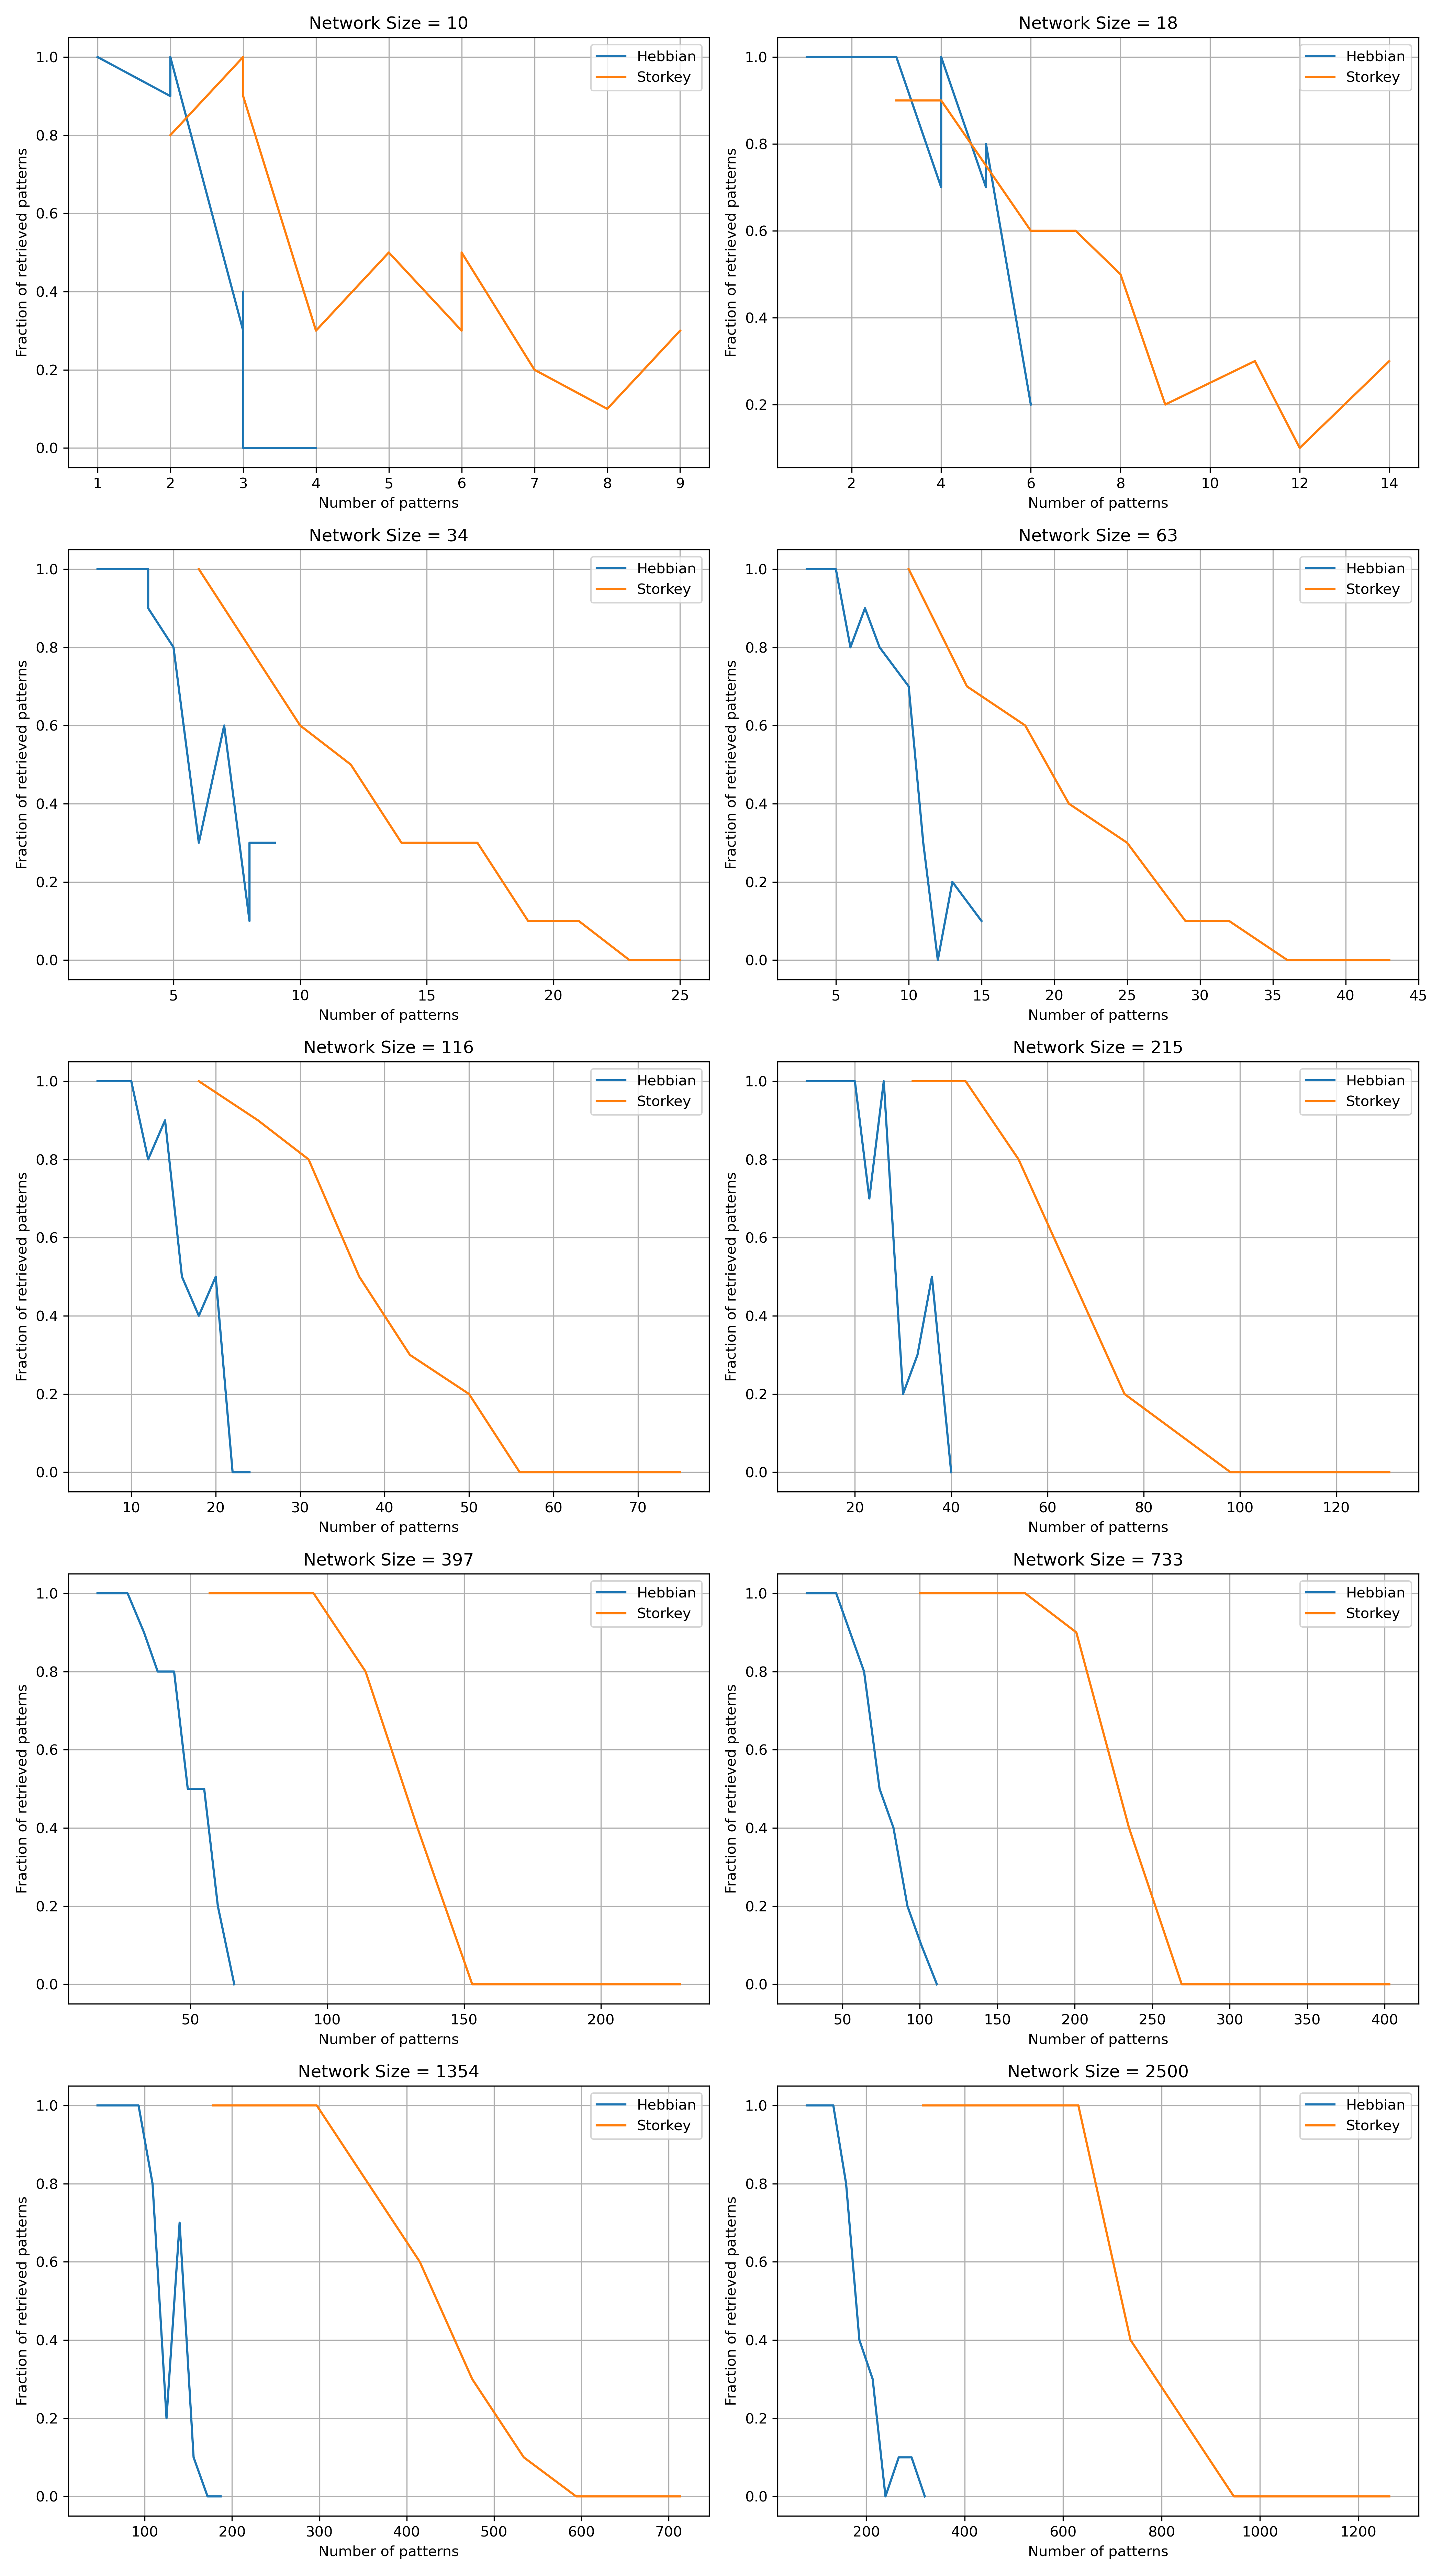 Network Size = 10
1.0
0.8
0.6
0.4
0.2
0.0
Fraction of retrieved patterns
Hebbian
Storkey
1 2 3 4 5 6 7 8 9
Number of patterns
Network Size = 18
1.0
0.8
0.6
0.4
0.2
Fraction of retrieved patterns
Hebbian
Storkey
2 4 6 8 10 12 14
Number of patterns
Network Size = 34
1.0
0.8
0.6
0.4
0.2
0.0
Fraction of retrieved patterns
Hebbian
Storkey
5 10 15 20 25
Number of patterns
Network Size = 63
1.0
0.8
0.6
0.4
0.2
0.0
Fraction of retrieved patterns
Hebbian
Storkey
5 10 15 20 25 30 35 40 45
Number of patterns
Network Size = 116
1.0
0.8
0.6
0.4
0.2
0.0
Fraction of retrieved patterns
Hebbian
Storkey
10 20 30 40 50 60 70
Number of patterns
Network Size = 215
1.0
0.8
0.6
0.4
0.2
0.0
Fraction of retrieved patterns
Hebbian
Storkey
20 40 60 80 100 120
Number of patterns
Network Size = 397
1.0
0.8
0.6
0.4
0.2
0.0
Fraction of retrieved patterns
Hebbian
Storkey
50 100 150 200
Number of patterns
Network Size = 733
1.0
0.8
0.6
0.4
0.2
0.0
Fraction of retrieved patterns
Hebbian
Storkey
50 100 150 200 250 300 350 400
Number of patterns
Network Size = 1354
1.0
0.8
0.6
0.4
0.2
0.0
Fraction of retrieved patterns
Hebbian
Storkey
100 200 300 400 500 600 700
Number of patterns
Network Size = 2500
1.0
0.8
0.6
0.4
0.2
0.0
Fraction of retrieved patterns
Hebbian
Storkey
200 400 600 800 1000 1200
Number of patterns